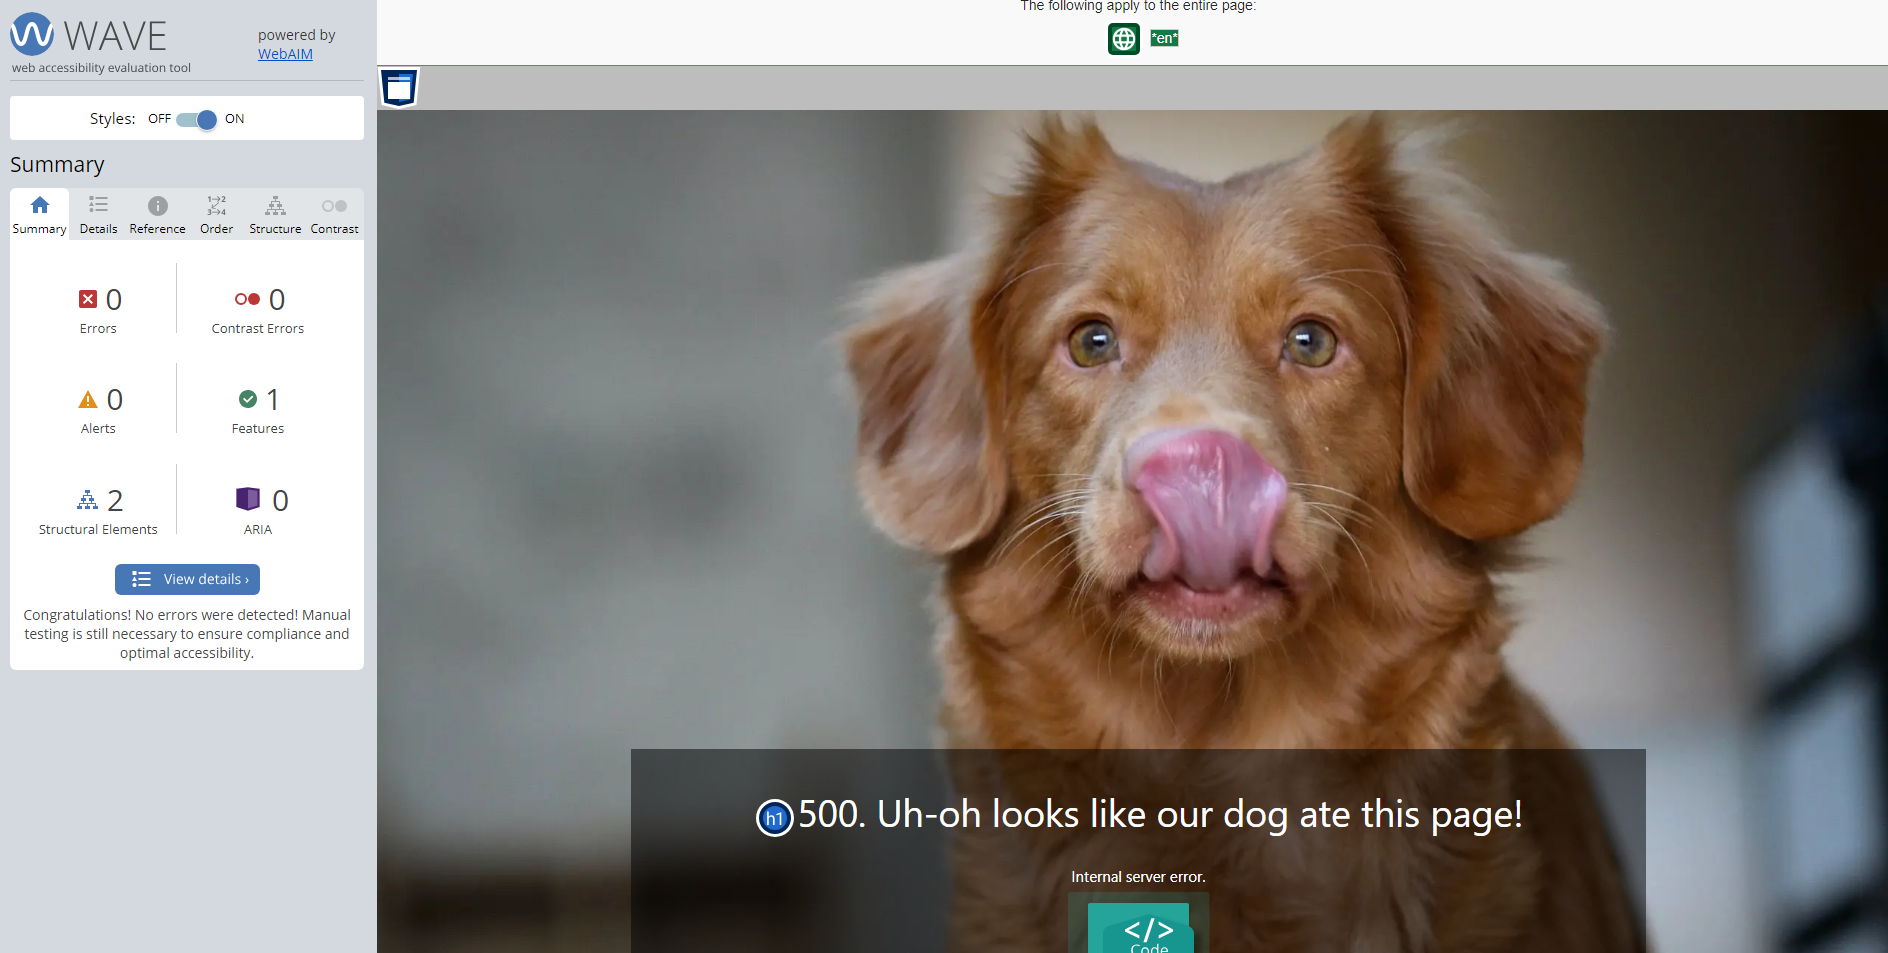 WAVE
web accessibility evaluation tool
powered by
WebAIM
Styles: OFF ON
Summary
Summary Details Reference Order Structure Contrast
0
Errors
0
Contrast Errors
0
Alerts
1
Features
2
Structural Elements
0
ARIA
View details ›
Congratulations! No errors were detected! Manual
testing is still necessary to ensure compliance and
optimal accessibility.
The following apply to the entire page:
*en*
h1 500. Uh-oh looks like our dog ate this page!
Internal server error.
</> 
Code